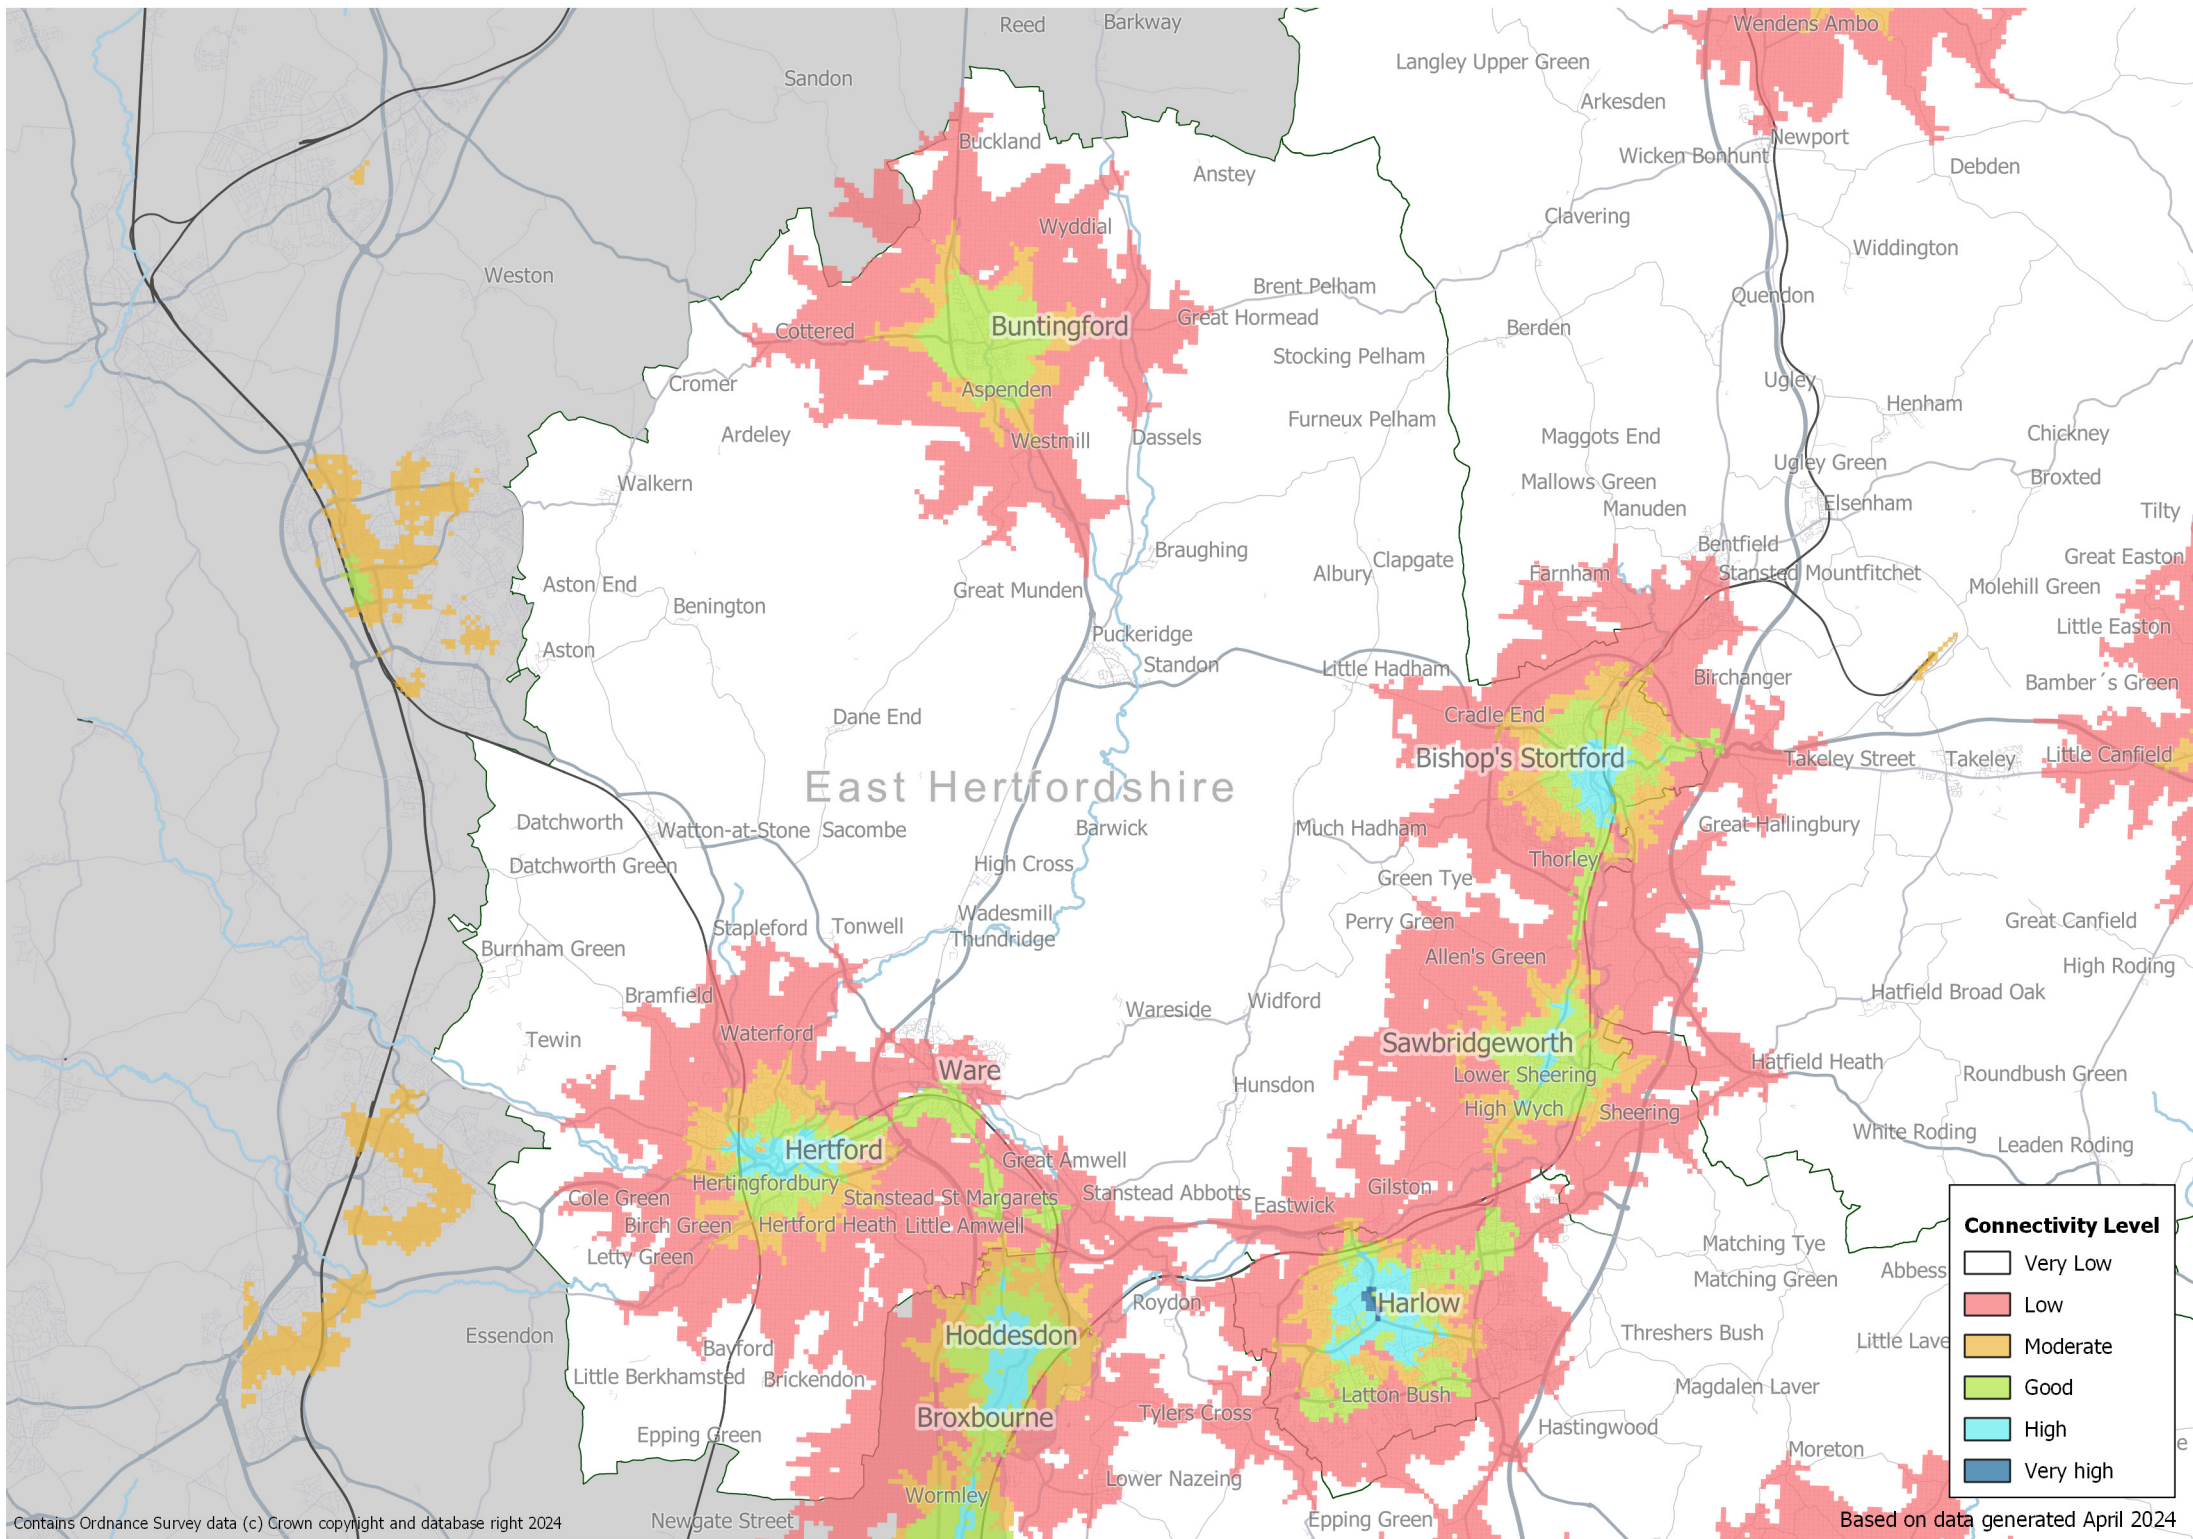 Reed
Barkway
Wendens Ambo
Langley Upper Green
Sandon
Arkesden
Buckland
Newport
Wicken Bonhunt
Debden
Anstey
Clavering
Wyddial
Widdington
Weston
Brent Pelham
Quendon
Great Hormead
Buntingford
Berden
Cottered
Stocking Pelham
Cromer
Ugley
Aspenden
Henham
Furneux Pelham
Ardeley
Westmill
Dassels
Maggots End
Chickney
Ugley Green
Walkern
Mallows Green
Broxted
Manuden
Elsenham
Tilty
Braughing
Bentfield
Clapgate
Great Easton
Albury
Farnham
Stansted Mountfitchet
Aston End
Molehill Green
Great Munden
Benington
Little Easton
Puckeridge
Aston
Standon
Little Hadham
Birchanger
Bamber´s Green
Dane End
Cradle End
Bishop's Stortford
Takeley Street
Takeley
Little Canfield
East Hertfordshire
Datchworth
Watton-at-Stone
Sacombe
Barwick
Much Hadham
Great Hallingbury
Datchworth Green
High Cross
Thorley
Green Tye
Wadesmill
Perry Green
Great Canfield
Stapleford
Tonwell
Thundridge
Burnham Green
Allen's Green
High Roding
Bramfield
Hatfield Broad Oak
Widford
Wareside
Waterford
Tewin
Sawbridgeworth
Hatfield Heath
Ware
Lower Sheering
Roundbush Green
Hunsdon
High Wych
Sheering
White Roding
Leaden Roding
Hertford
Great Amwell
Hertingfordbury
Gilston
Cole Green
Stanstead St Margarets
Stanstead Abbotts
Eastwick
Birch Green
Hertford Heath
Little Amwell
Letty Green
Matching Tye
Matching Green
Abbess
Roydon
Harlow
Essendon
Hoddesdon
Threshers Bush
Little Lave
Bayford
Little Berkhamsted
Brickendon
Latton Bush
Magdalen Laver
Broxbourne
Tylers Cross
Hastingwood
Epping Green
Moreton
e
Lower Nazeing
Wormley
Newgate Street
Epping Green
Connectivity Level
Very Low
Low
Moderate
Good
High
Very high
Contains Ordnance Survey data (c) Crown copyright and database right 2024
Based on data generated April 2024